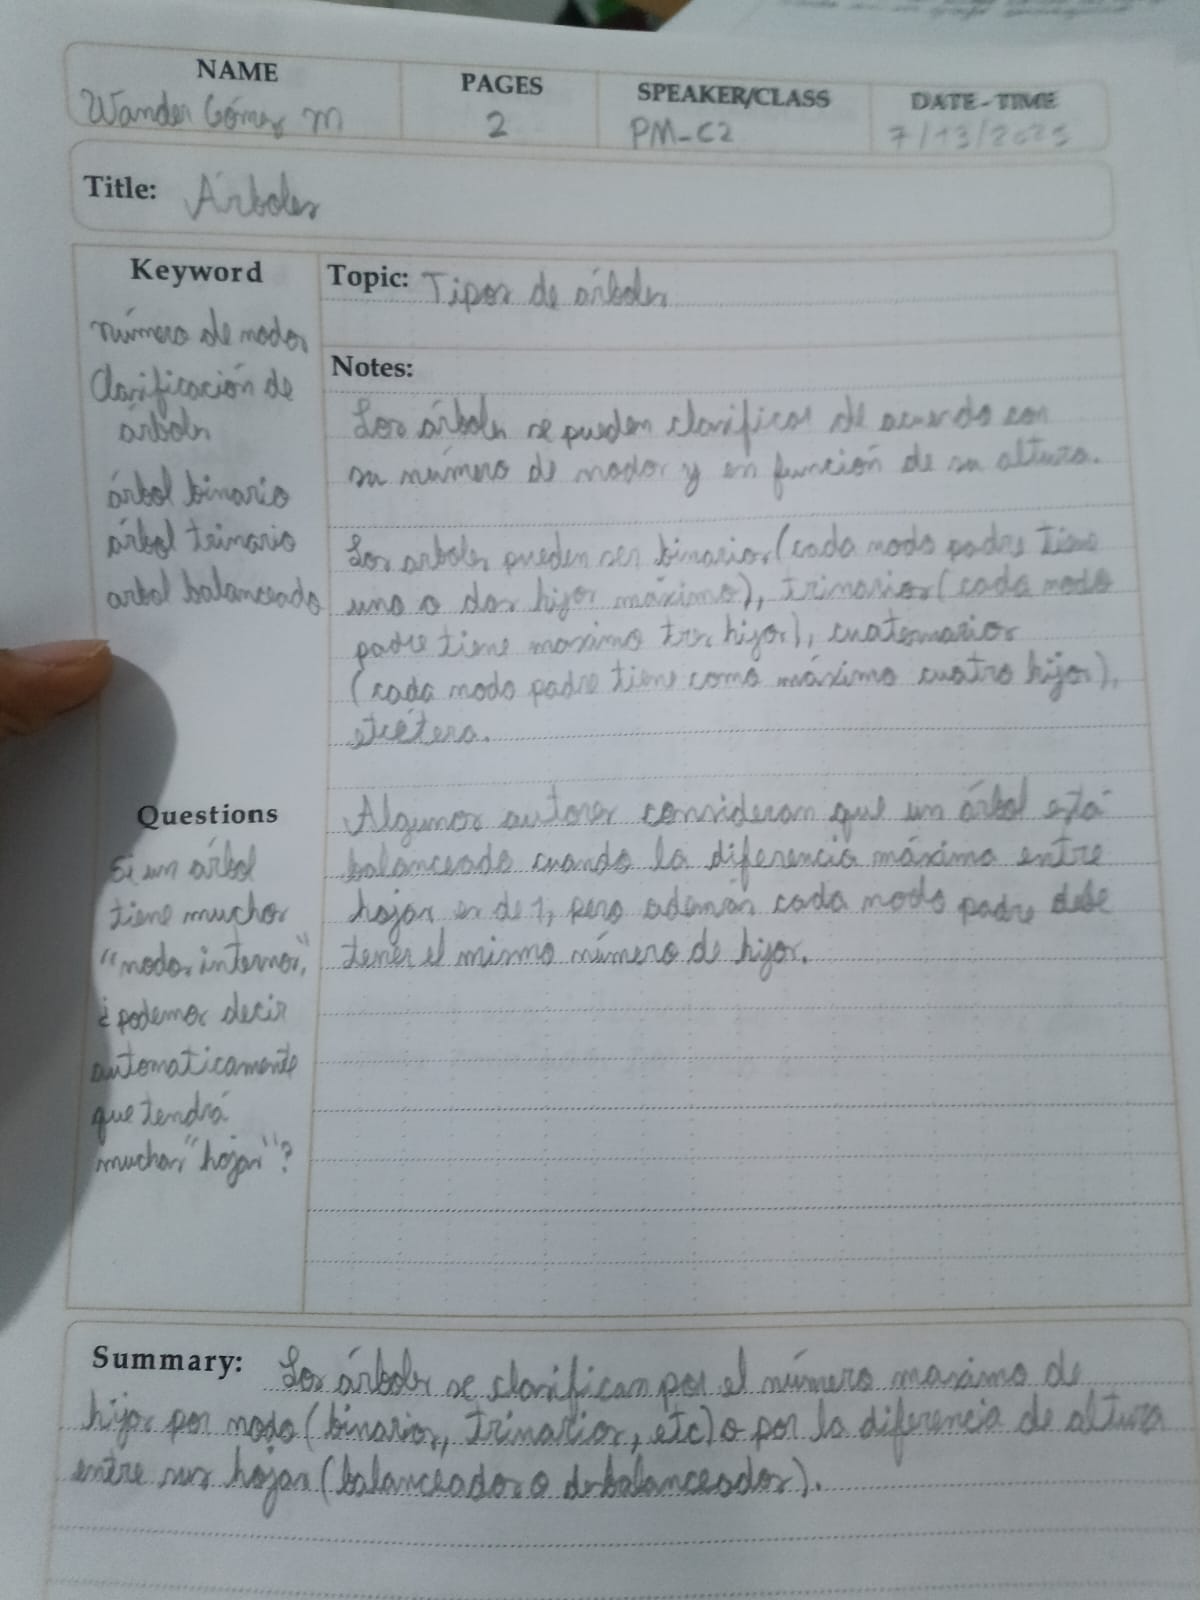 NAME PAGES SPEAKER/CLASS DATE-TIME
Wander Gómez M 2 PM-C2 7/13/2025
Title: Árboles
Keyword
número de nodos
Clasificación de
árboles
árbol binario
árbol trinario
arbol balanceado
Questions
Si un árbol
tiene muchos
"nodos internos",
¿podemos decir
automaticamente
que tendrá
muchas "hojas"?
Topic: Tipos de árboles
Notes:
Los árboles se pueden clasificar de acuerdo con
su número de nodos y en función de su altura.
Los arboles pueden ser binarios (cada nodo padre tiene
uno o dos hijos máximo), trinarios (cada nodo
padre tiene maximo tres hijos), cuaternarios
(cada nodo padre tiene como máximo cuatro hijos),
etcétera.
Algunos autores consideran que un árbol está
balanceado cuando la diferencia máxima entre
hojas es de 1, pero además cada nodo padre debe
tener el mismo número de hijos.
Summary: Los árboles se clasifican por el número maximo de
hijos por nodo (binarios, trinarios, etc) o por la diferencia de altura
entre sus hojas (balanceados o desbalanceados).